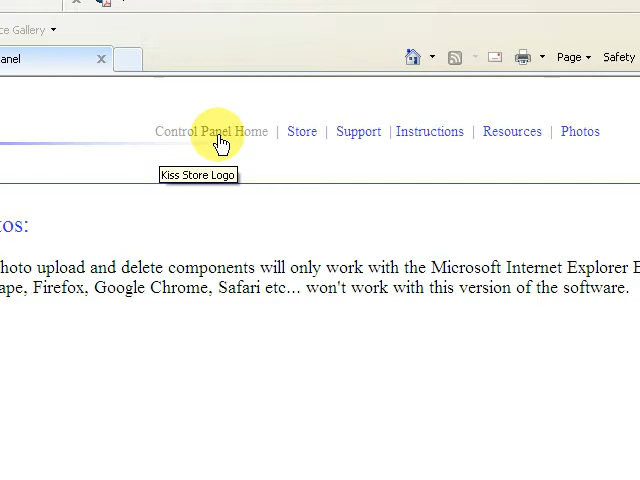 ce Gallery
anel
Page
Safety
Control Panel Home | Store | Support | Instructions | Resources | Photos
Kiss Store Logo
tos:
hoto upload and delete components will only work with the Microsoft Internet Explorer B
ape, Firefox, Google Chrome, Safari etc... won't work with this version of the software.